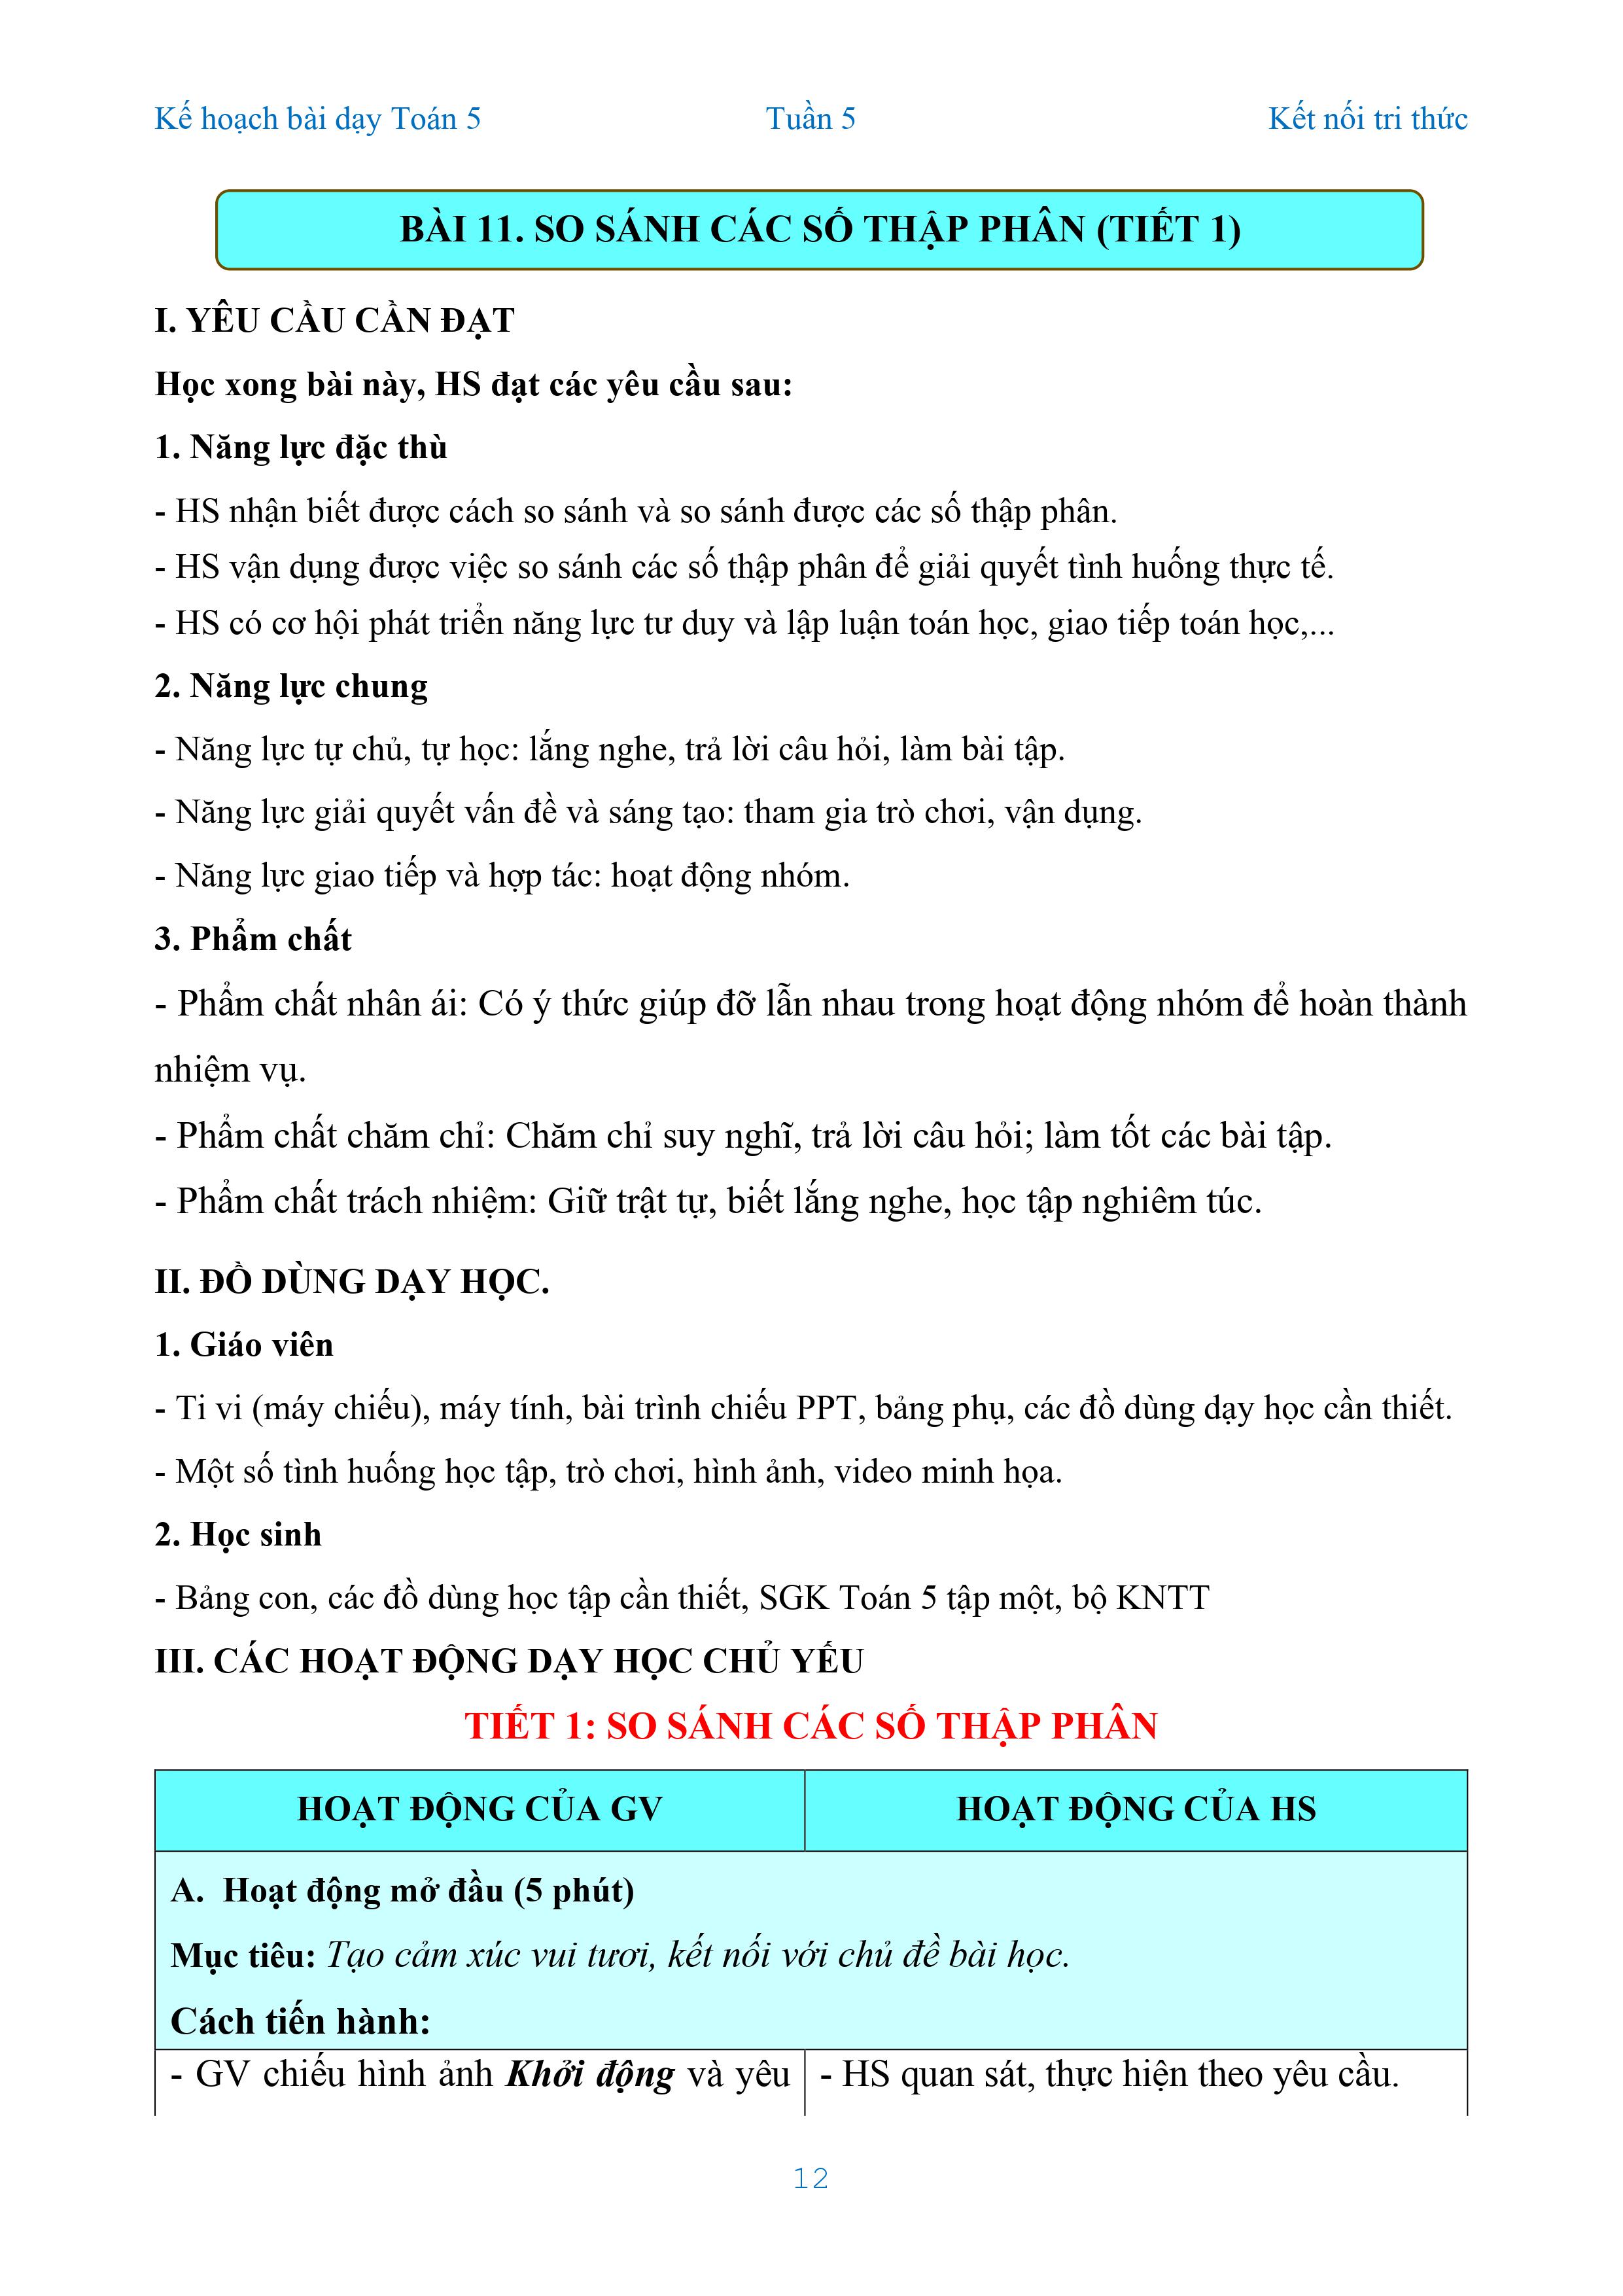 Kế hoạch bài dạy Toán 5 Tuần 5 Kết nối tri thức
BÀI 11. SO SÁNH CÁC SỐ THẬP PHÂN (TIẾT 1)
I. YÊU CẦU CẦN ĐẠT
Học xong bài này, HS đạt các yêu cầu sau:
1. Năng lực đặc thù
- HS nhận biết được cách so sánh và so sánh được các số thập phân.
- HS vận dụng được việc so sánh các số thập phân để giải quyết tình huống thực tế.
- HS có cơ hội phát triển năng lực tư duy và lập luận toán học, giao tiếp toán học,...
2. Năng lực chung
- Năng lực tự chủ, tự học: lắng nghe, trả lời câu hỏi, làm bài tập.
- Năng lực giải quyết vấn đề và sáng tạo: tham gia trò chơi, vận dụng.
- Năng lực giao tiếp và hợp tác: hoạt động nhóm.
3. Phẩm chất
- Phẩm chất nhân ái: Có ý thức giúp đỡ lẫn nhau trong hoạt động nhóm để hoàn thành
nhiệm vụ.
- Phẩm chất chăm chỉ: Chăm chỉ suy nghĩ, trả lời câu hỏi; làm tốt các bài tập.
- Phẩm chất trách nhiệm: Giữ trật tự, biết lắng nghe, học tập nghiêm túc.
II. ĐỒ DÙNG DẠY HỌC.
1. Giáo viên
- Ti vi (máy chiếu), máy tính, bài trình chiếu PPT, bảng phụ, các đồ dùng dạy học cần thiết.
- Một số tình huống học tập, trò chơi, hình ảnh, video minh họa.
2. Học sinh
- Bảng con, các đồ dùng học tập cần thiết, SGK Toán 5 tập một, bộ KNTT
III. CÁC HOẠT ĐỘNG DẠY HỌC CHỦ YẾU
TIẾT 1: SO SÁNH CÁC SỐ THẬP PHÂN
HOẠT ĐỘNG CỦA GV HOẠT ĐỘNG CỦA HS
A. Hoạt động mở đầu (5 phút)
Mục tiêu: Tạo cảm xúc vui tươi, kết nối với chủ đề bài học.
Cách tiến hành:
- GV chiếu hình ảnh Khởi động và yêu - HS quan sát, thực hiện theo yêu cầu.
12